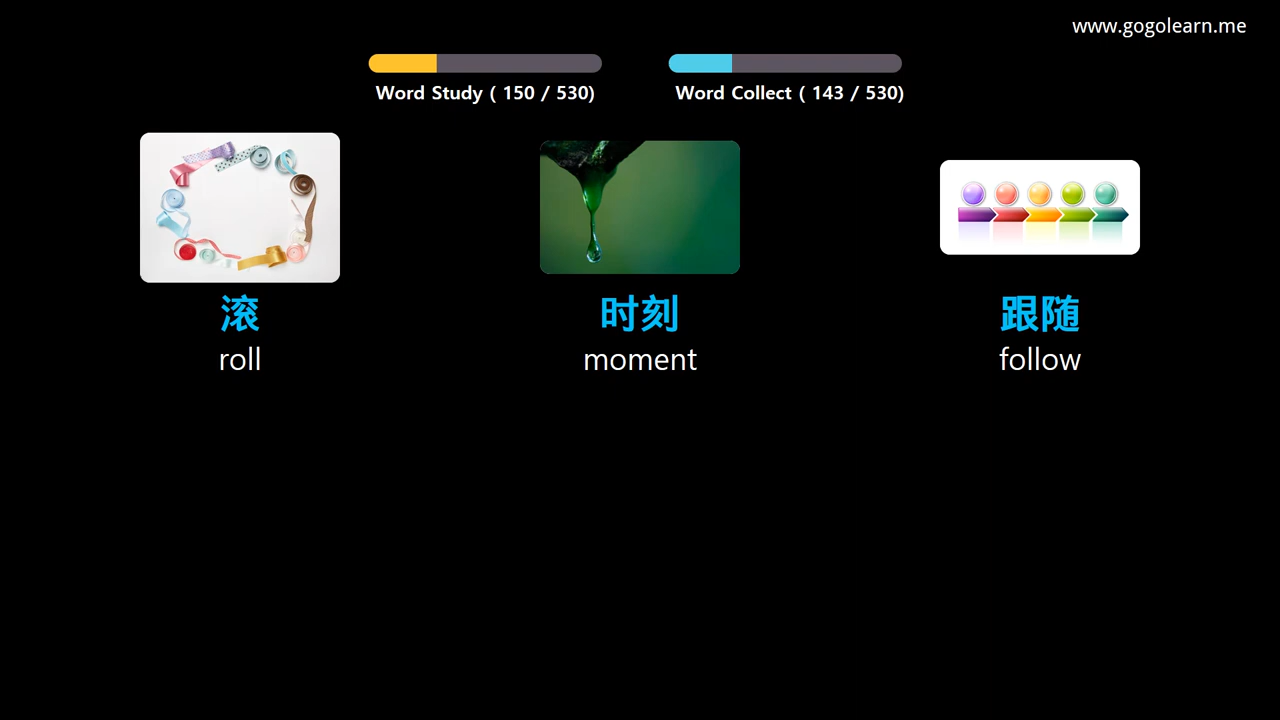 www.gogolearn.me
Word Study ( 150 / 530)
Word Collect ( 143 / 530)
滚
roll
时刻
moment
跟随
follow